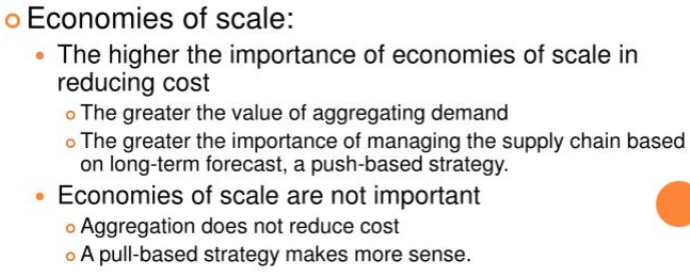 Economies of scale:
The higher the importance of economies of scale in
reducing cost
The greater the value of aggregating demand
The greater the importance of managing the supply chain based
on long-term forecast, a push-based strategy.
Economies of scale are not important
Aggregation does not reduce cost
A pull-based strategy makes more sense.